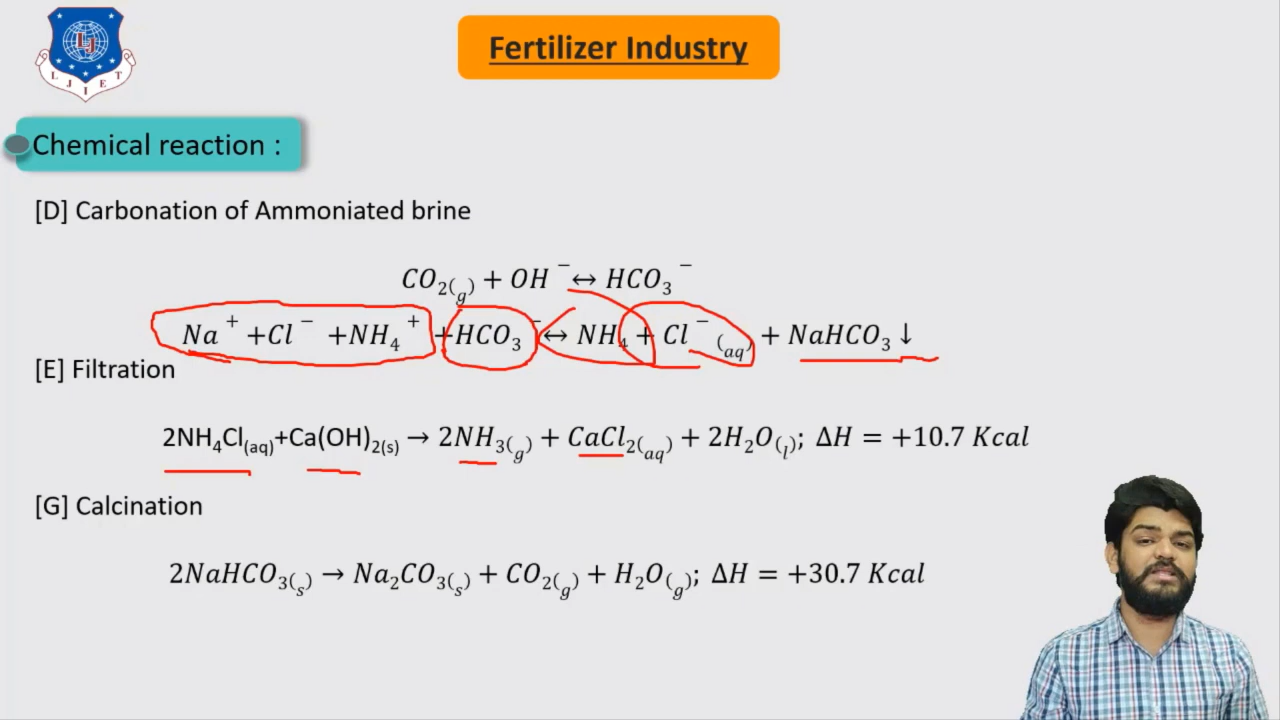 LJIET
Fertilizer Industry
Chemical reaction :
[D] Carbonation of Ammoniated brine
CO₂(g) + OH⁻ ↔ HCO₃⁻
Na⁺ +Cl⁻ +NH₄⁺ +HCO₃⁻ ↔ NH₄ + Cl⁻(aq) + NaHCO₃ ↓
[E] Filtration
2NH₄Cl(aq)+Ca(OH)₂(s) → 2NH₃(g) + CaCl₂(aq) + 2H₂O(l); ΔH = +10.7 Kcal
[G] Calcination
2NaHCO₃(s) → Na₂CO₃(s) + CO₂(g) + H₂O(g); ΔH = +30.7 Kcal